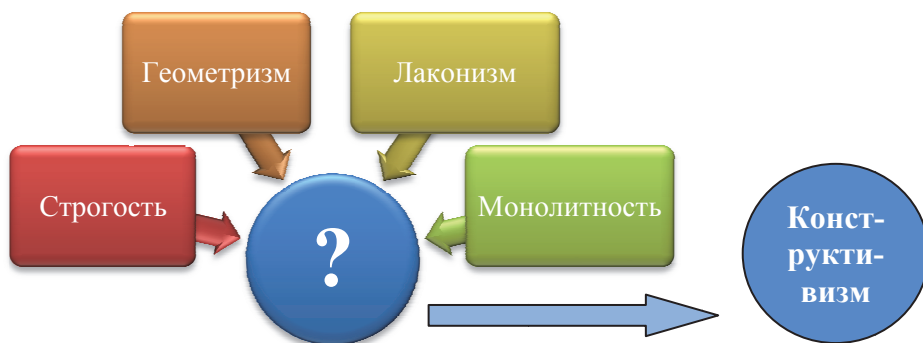 Геометризм
Лаконизм
Строгость
Монолитность
?
Конст-
рукти-
визм